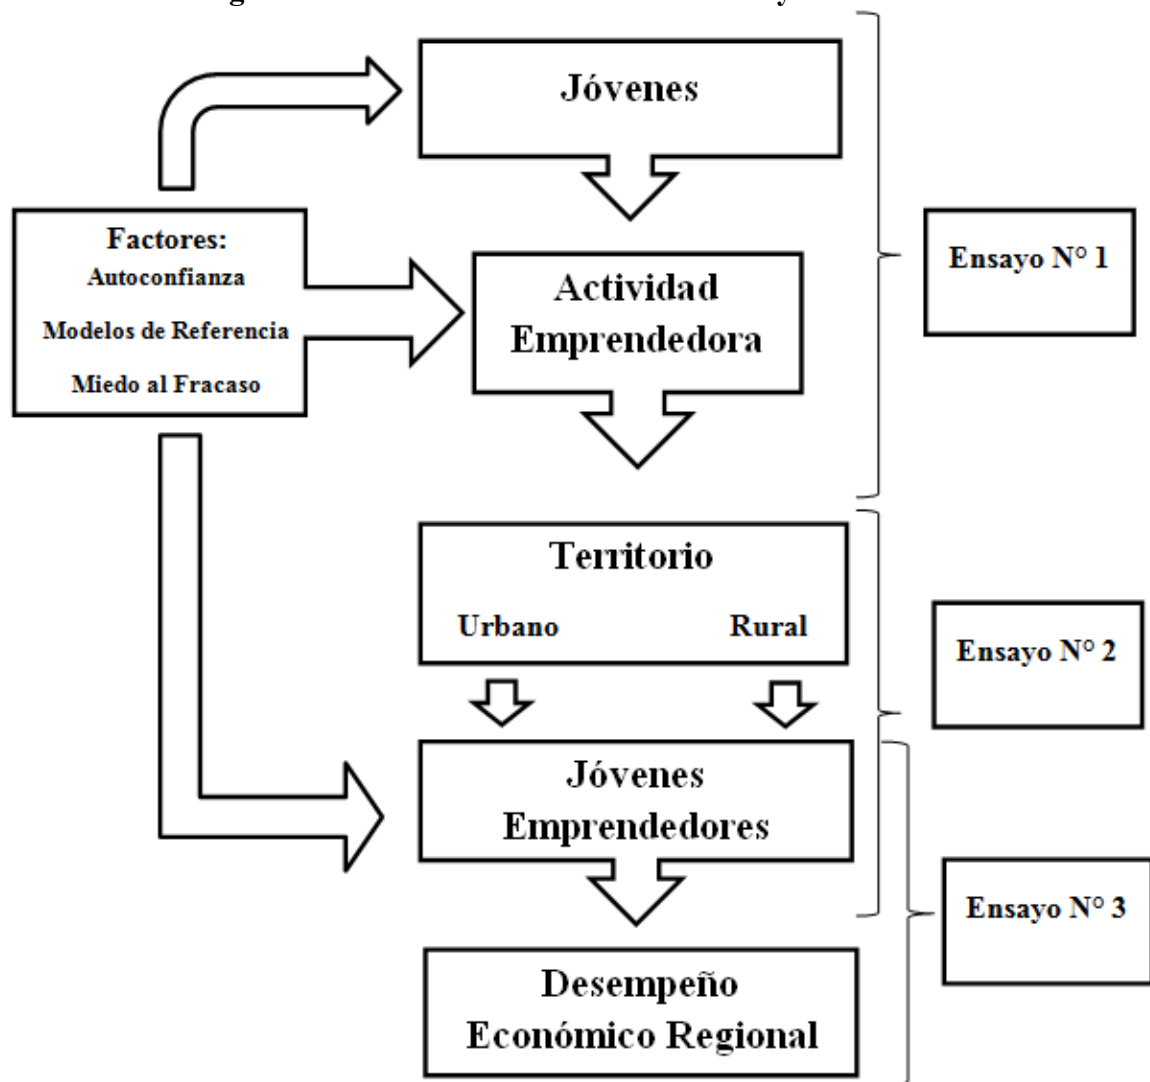 Jóvenes
Factores:
Autoconfianza
Modelos de Referencia
Miedo al Fracaso
Actividad
Emprendedora
Ensayo N° 1
Territorio
Urbano Rural
Ensayo N° 2
Jóvenes
Emprendedores
Ensayo N° 3
Desempeño
Económico Regional